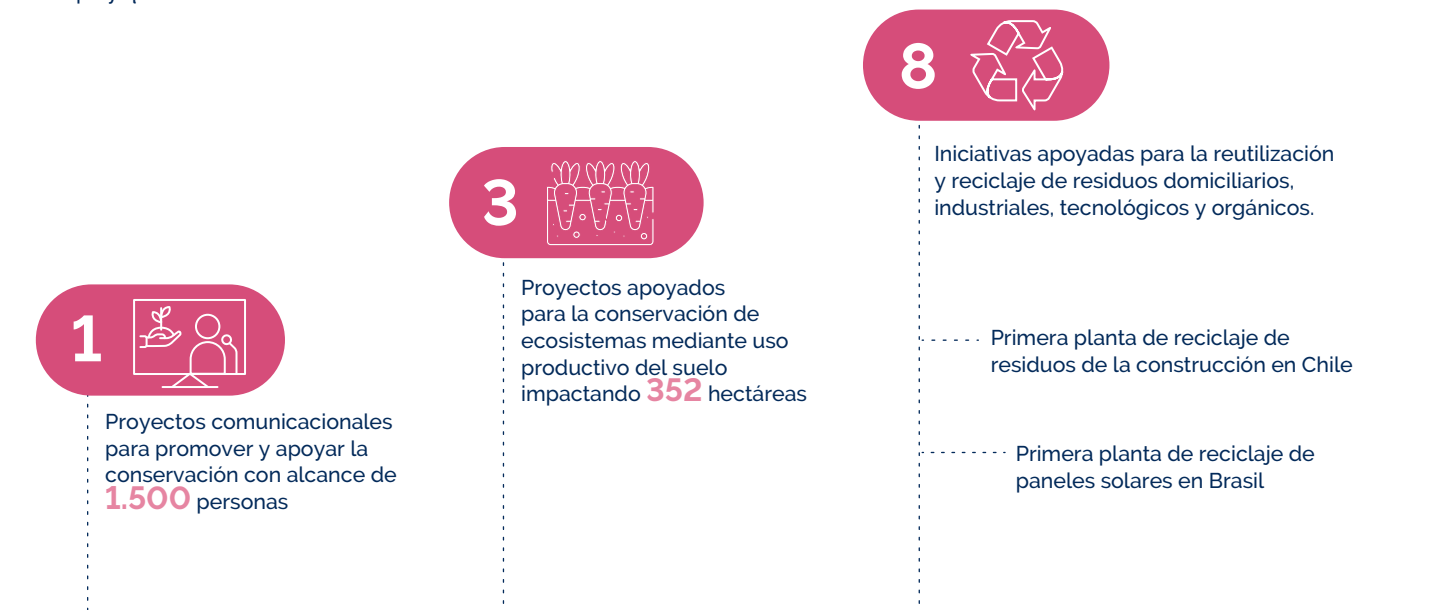 1
Proyectos comunicacionales
para promover y apoyar la
conservación con alcance de
1.500 personas
3
Proyectos apoyados
para la conservación de
ecosistemas mediante uso
productivo del suelo
impactando 352 hectáreas
8
Iniciativas apoyadas para la reutilización
y reciclaje de residuos domiciliarios,
industriales, tecnológicos y orgánicos.
Primera planta de reciclaje de
residuos de la construcción en Chile
Primera planta de reciclaje de
paneles solares en Brasil